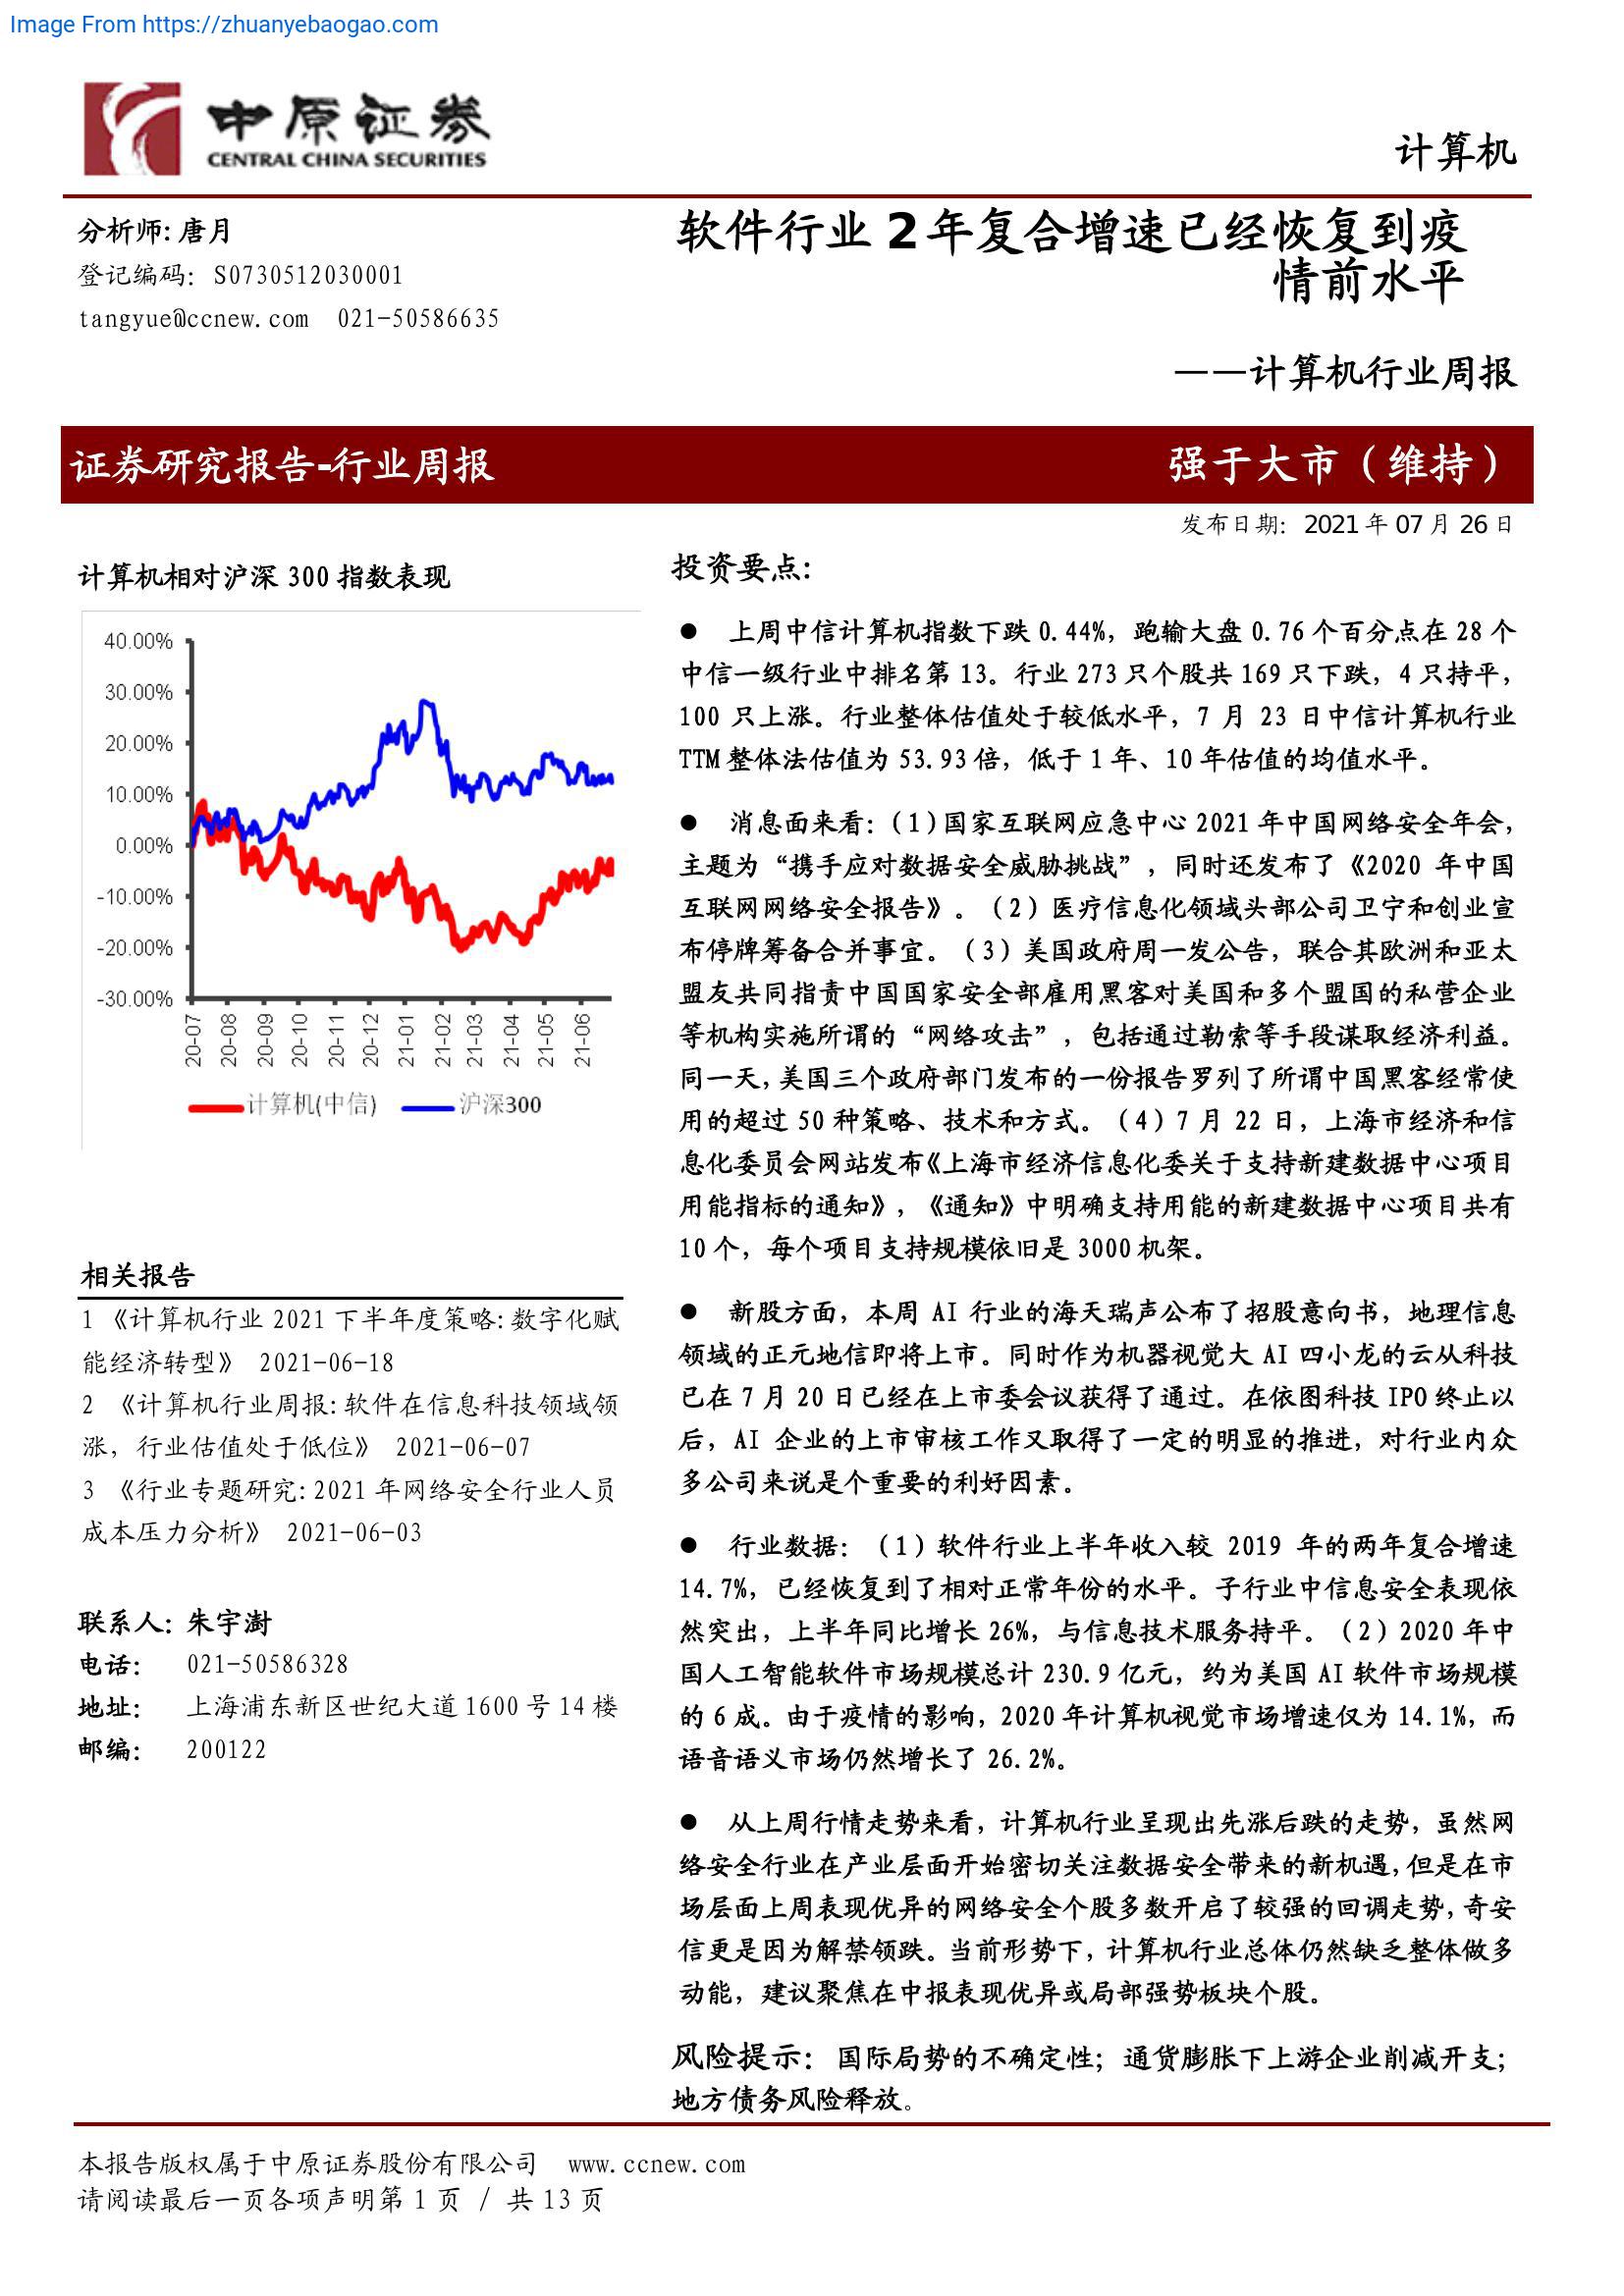 Image From https://zhuanyebaogao.com
中原证券
CENTRAL CHINA SECURITIES
计算机
分析师:唐月
登记编码: S0730512030001
tangyue@ccnew.com 021-50586635
软件行业 2 年复合增速已经恢复到疫
情前水平
——计算机行业周报
证券研究报告-行业周报
强于大市（维持）
发布日期: 2021 年 07 月 26 日
计算机相对沪深 300 指数表现
40.00%
30.00%
20.00%
10.00%
0.00%
-10.00%
-20.00%
-30.00%
20-07 20-08 20-09 20-10 20-11 20-12 21-01 21-02 21-03 21-04 21-05 21-06
计算机(中信) 沪深300
相关报告
1 《计算机行业 2021 下半年度策略:数字化赋
能经济转型》 2021-06-18
2 《计算机行业周报:软件在信息科技领域领
涨，行业估值处于低位》 2021-06-07
3 《行业专题研究:2021 年网络安全行业人员
成本压力分析》 2021-06-03
联系人: 朱宇澍
电话: 021-50586328
地址: 上海浦东新区世纪大道 1600 号 14 楼
邮编: 200122
投资要点:
● 上周中信计算机指数下跌 0.44%，跑输大盘 0.76 个百分点在 28 个
中信一级行业中排名第 13。行业 273 只个股共 169 只下跌，4 只持平，
100 只上涨。行业整体估值处于较低水平，7 月 23 日中信计算机行业
TTM 整体法估值为 53.93 倍，低于 1 年、10 年估值的均值水平。
● 消息面来看：（1）国家互联网应急中心 2021 年中国网络安全年会，
主题为“携手应对数据安全威胁挑战”，同时还发布了《2020 年中国
互联网网络安全报告》。（2）医疗信息化领域头部公司卫宁和创业宣
布停牌筹备合并事宜。（3）美国政府周一发公告，联合其欧洲和亚太
盟友共同指责中国国家安全部雇用黑客对美国和多个盟国的私营企业
等机构实施所谓的“网络攻击”，包括通过勒索等手段谋取经济利益。
同一天，美国三个政府部门发布的一份报告罗列了所谓中国黑客经常使
用的超过 50 种策略、技术和方式。（4）7 月 22 日，上海市经济和信
息化委员会网站发布《上海市经济信息化委关于支持新建数据中心项目
用能指标的通知》，《通知》中明确支持用能的新建数据中心项目共有
10 个，每个项目支持规模依旧是 3000 机架。
● 新股方面，本周 AI 行业的海天瑞声公布了招股意向书，地理信息
领域的正元地信即将上市。同时作为机器视觉大 AI 四小龙的云从科技
已在 7 月 20 日已经在上市委会议获得了通过。在依图科技 IPO 终止以
后，AI 企业的上市审核工作又取得了一定的明显的推进，对行业内众
多公司来说是个重要的利好因素。
● 行业数据：（1）软件行业上半年收入较 2019 年的两年复合增速
14.7%，已经恢复到了相对正常年份的水平。子行业中信息安全表现依
然突出，上半年同比增长 26%，与信息技术服务持平。（2）2020 年中
国人工智能软件市场规模总计 230.9 亿元，约为美国 AI 软件市场规模
的 6 成。由于疫情的影响，2020 年计算机视觉市场增速仅为 14.1%，而
语音语义市场仍然增长了 26.2%。
● 从上周行情走势来看，计算机行业呈现出先涨后跌的走势，虽然网
络安全行业在产业层面开始密切关注数据安全带来的新机遇，但是在市
场层面上周表现优异的网络安全个股多数开启了较强的回调走势，奇安
信更是因为解禁领跌。当前形势下，计算机行业总体仍然缺乏整体做多
动能，建议聚焦在中报表现优异或局部强势板块个股。
风险提示：国际局势的不确定性；通货膨胀下上游企业削减开支；
地方债务风险释放。
本报告版权属于中原证券股份有限公司 www.ccnew.com
请阅读最后一页各项声明第 1 页 / 共 13 页